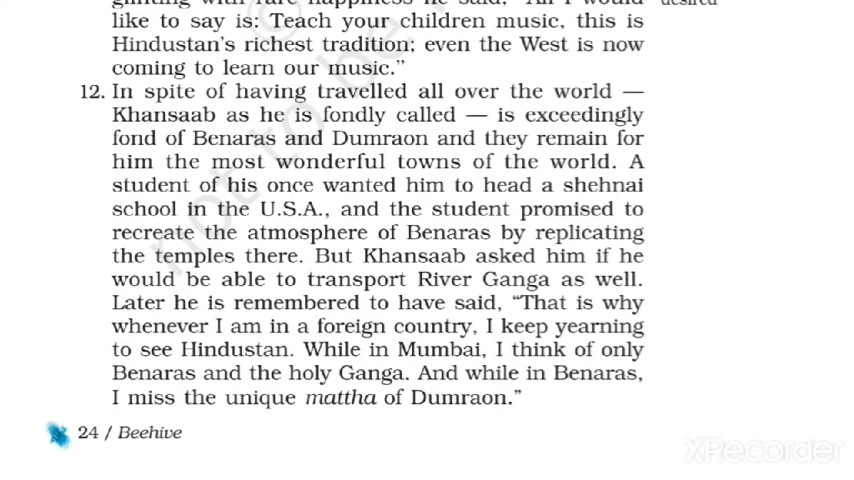 like to say is: Teach your children music, this is
Hindustan's richest tradition; even the West is now
coming to learn our music."
12. In spite of having travelled all over the world —
Khansaab as he is fondly called — is exceedingly
fond of Benaras and Dumraon and they remain for
him the most wonderful towns of the world. A
student of his once wanted him to head a shehnai
school in the U.S.A., and the student promised to
recreate the atmosphere of Benaras by replicating
the temples there. But Khansaab asked him if he
would be able to transport River Ganga as well.
Later he is remembered to have said, "That is why
whenever I am in a foreign country, I keep yearning
to see Hindustan. While in Mumbai, I think of only
Benaras and the holy Ganga. And while in Benaras,
I miss the unique mattha of Dumraon."
24 / Beehive
XRecorder
©
not to be